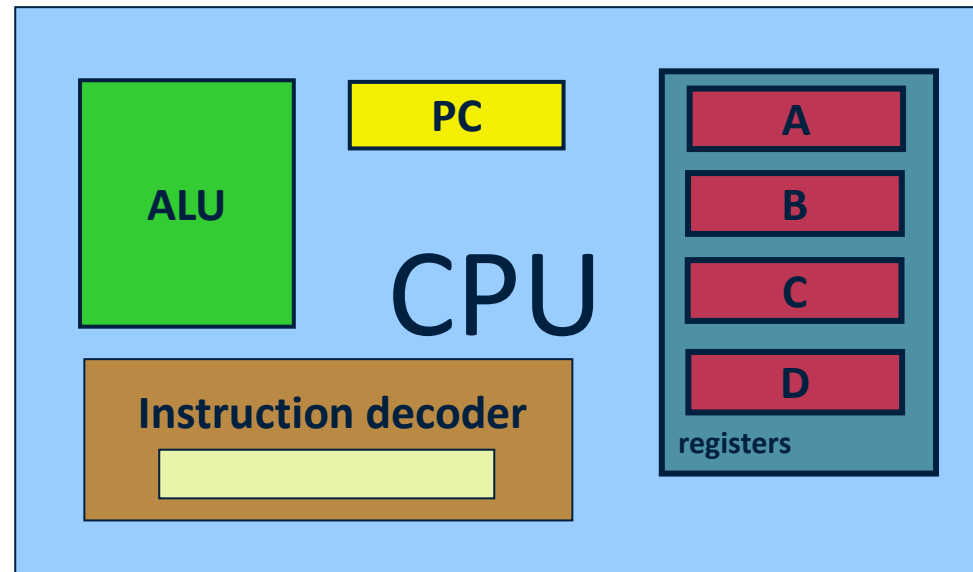 PC
ALU
CPU
Instruction decoder
A
B
C
D
registers